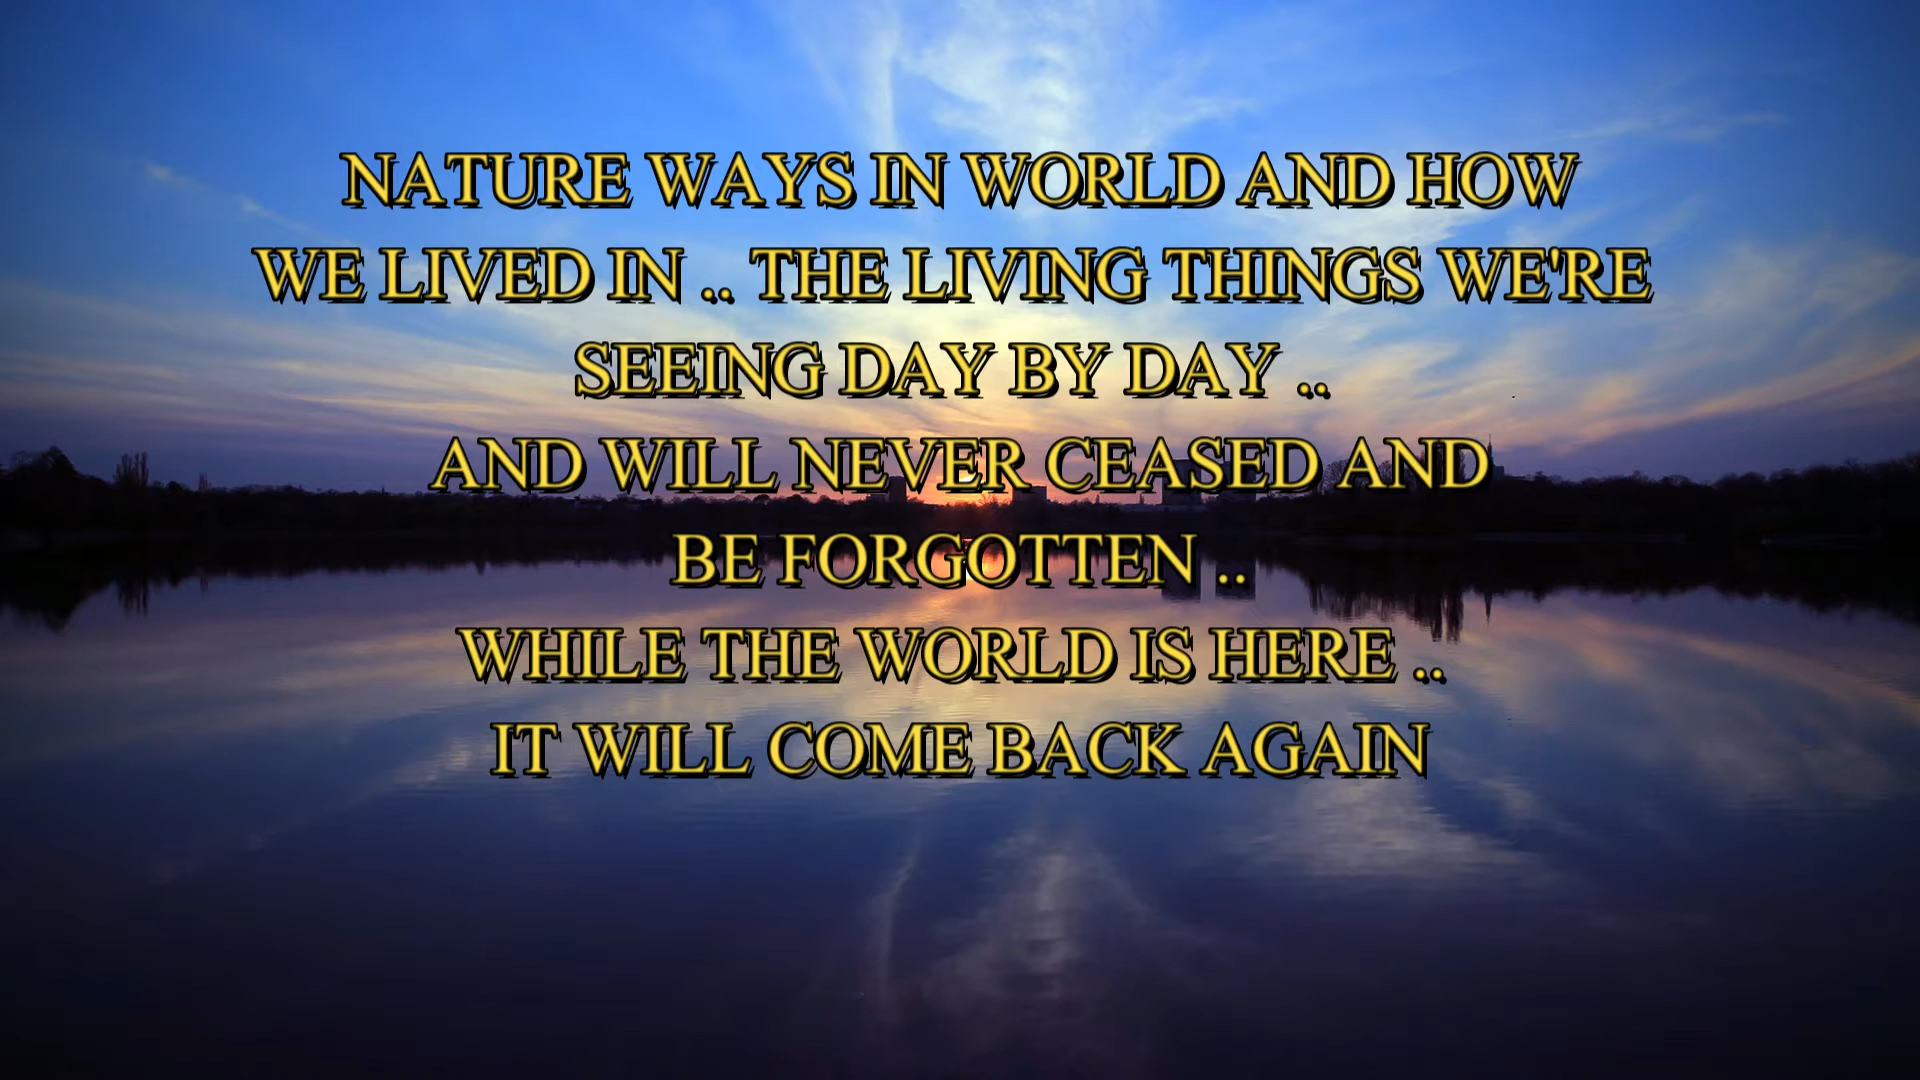 NATURE WAYS IN WORLD AND HOW
WE LIVED IN .. THE LIVING THINGS WE'RE
SEEING DAY BY DAY ..
AND WILL NEVER CEASED AND
BE FORGOTTEN ..
WHILE THE WORLD IS HERE ..
IT WILL COME BACK AGAIN